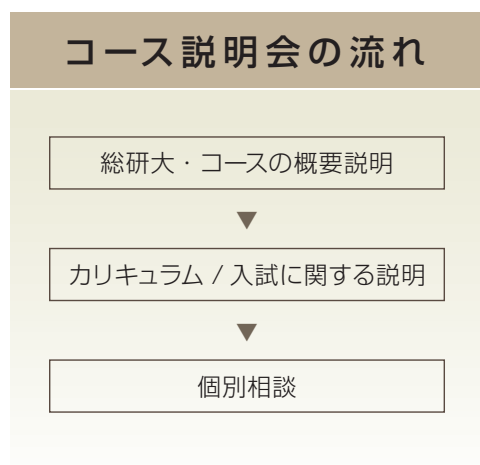 コース説明会の流れ
総研大・コースの概要説明
▼
カリキュラム / 入試に関する説明
▼
個別相談